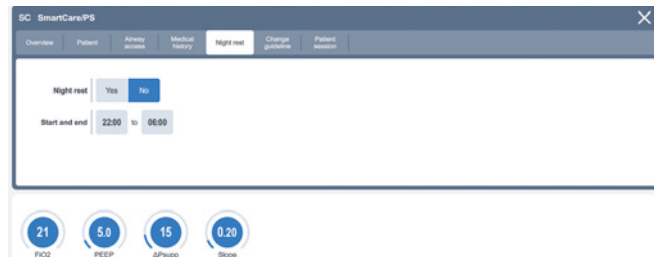 SC SmartCare/PS
Overview Patient Airway access Medical history Night rest Change guideline Patient session
Night rest Yes No
Start and end 22:00 to 06:00
21 5.0 15 0.20
FiO2 PEEP ΔPsupp Slope